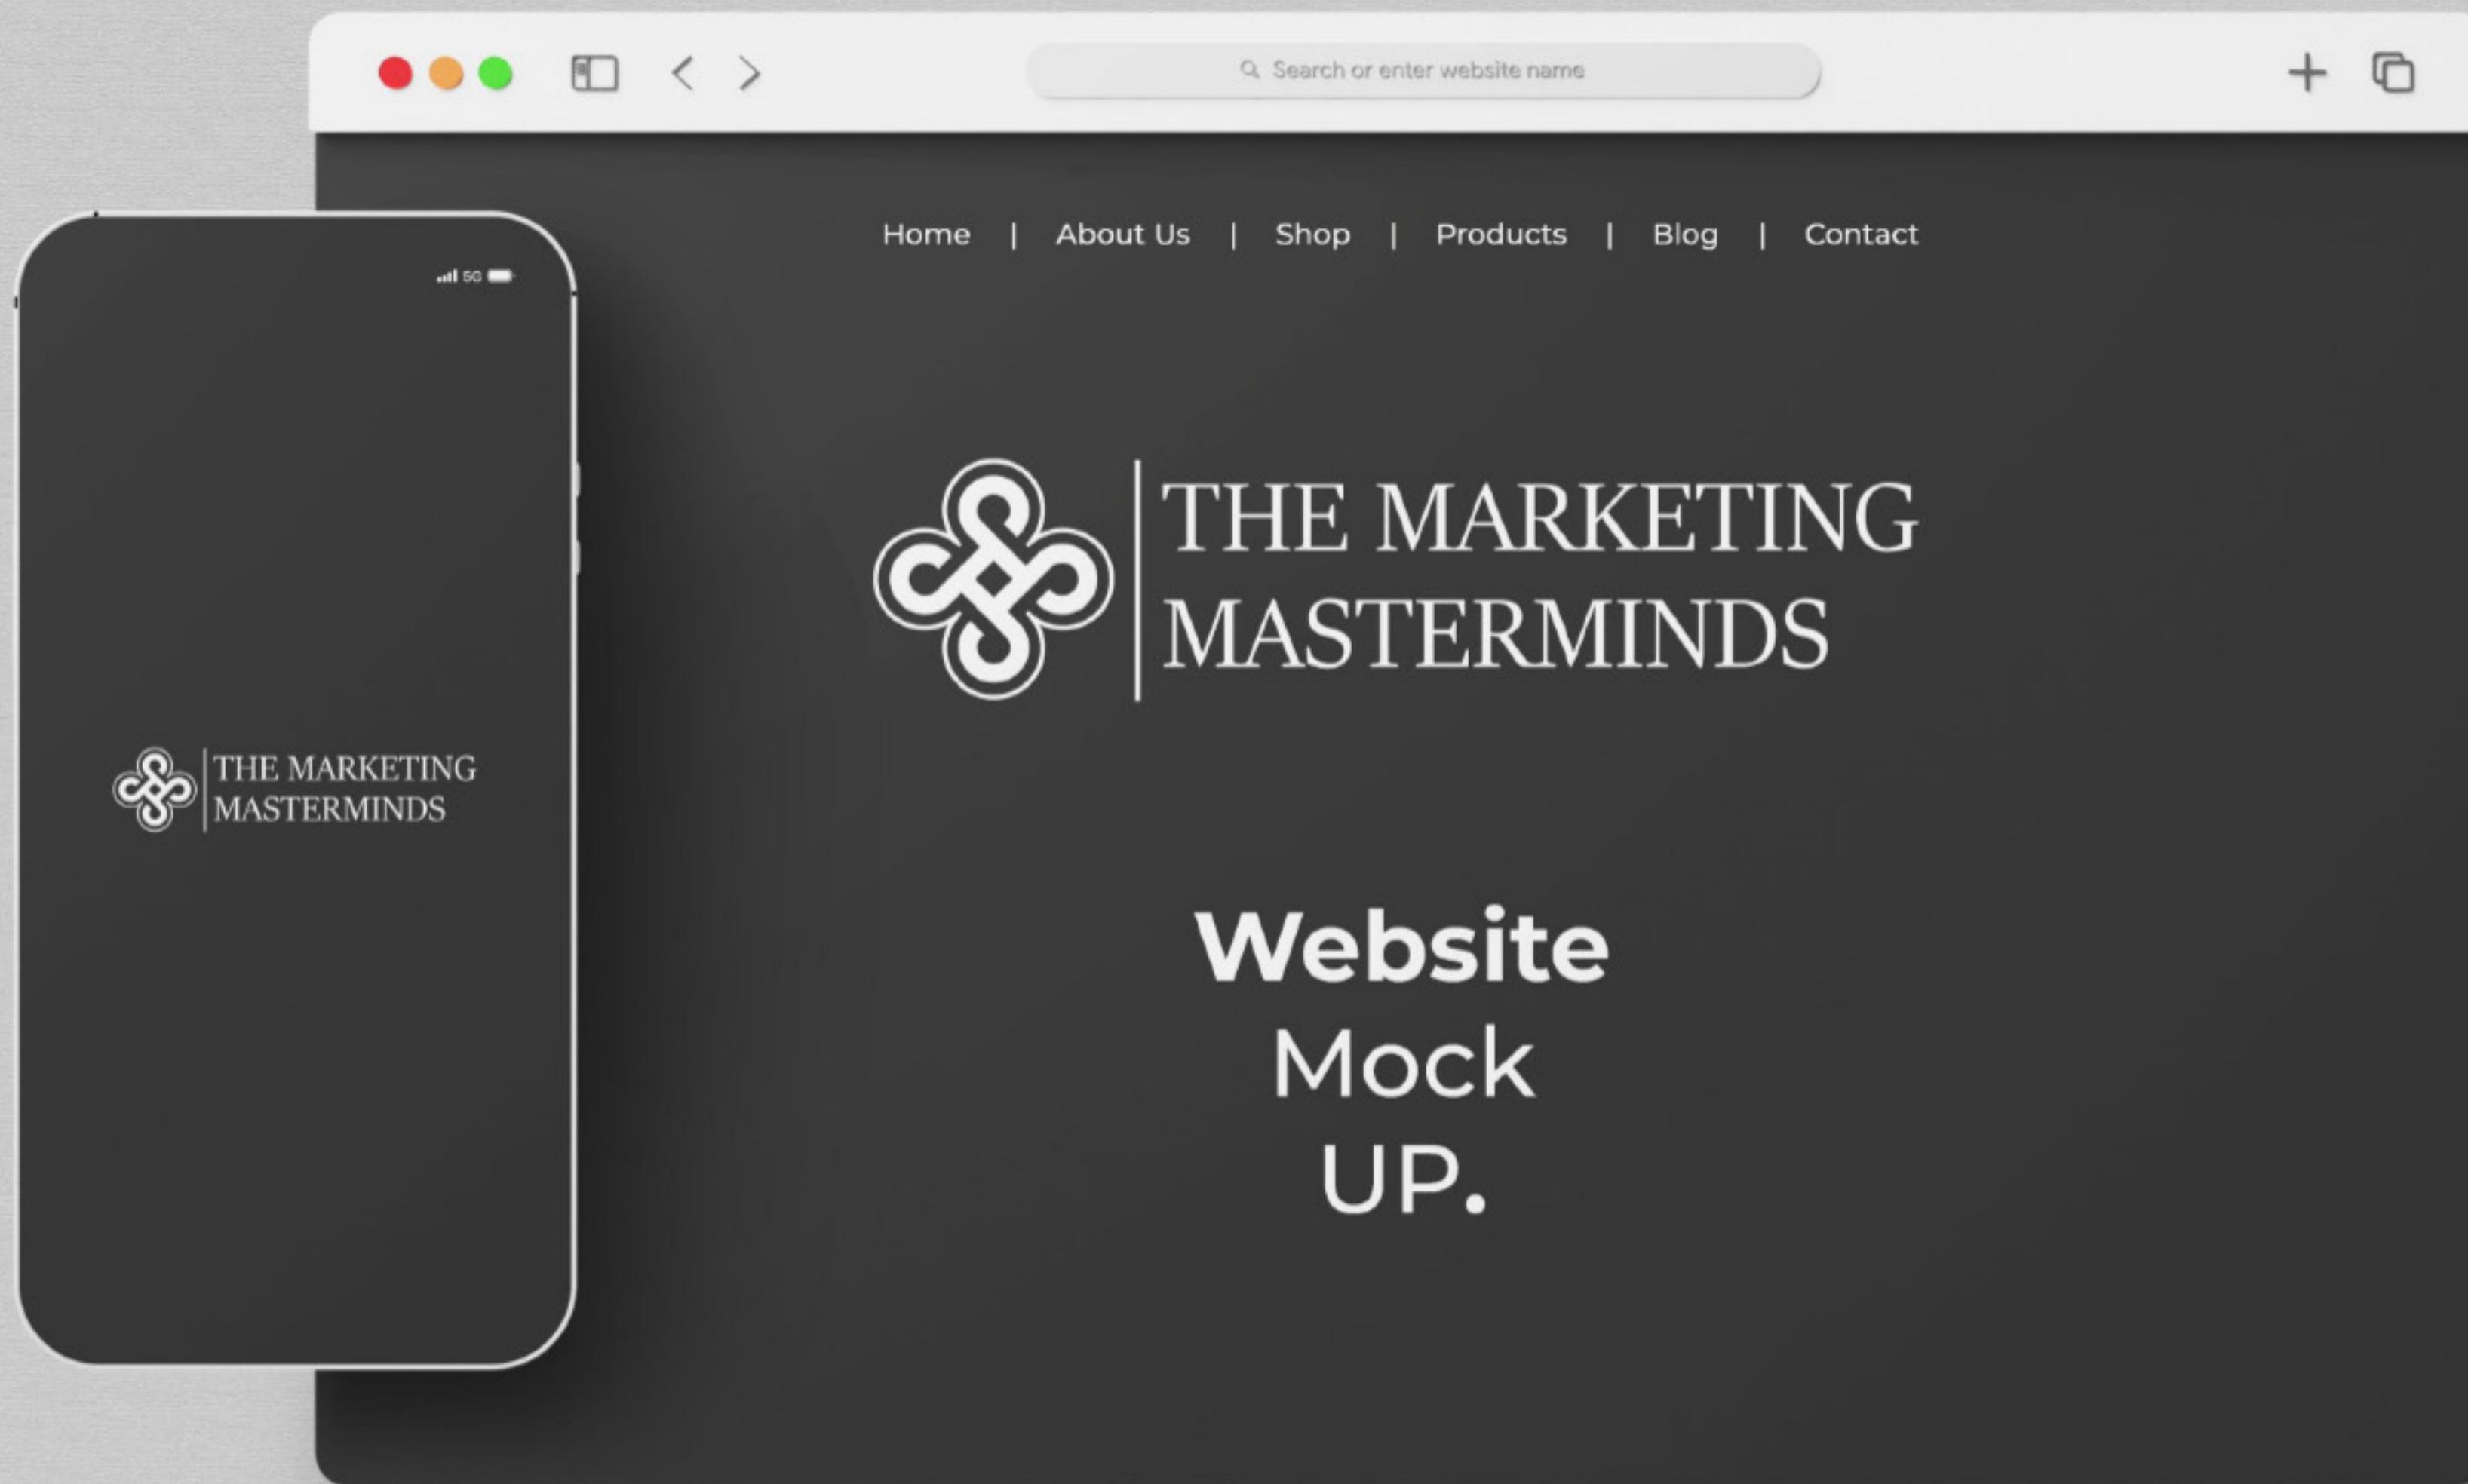 Search or enter website name
Home | About Us | Shop | Products | Blog | Contact
5G
THE MARKETING
MASTERMINDS
THE MARKETING
MASTERMINDS
Website
Mock
UP.